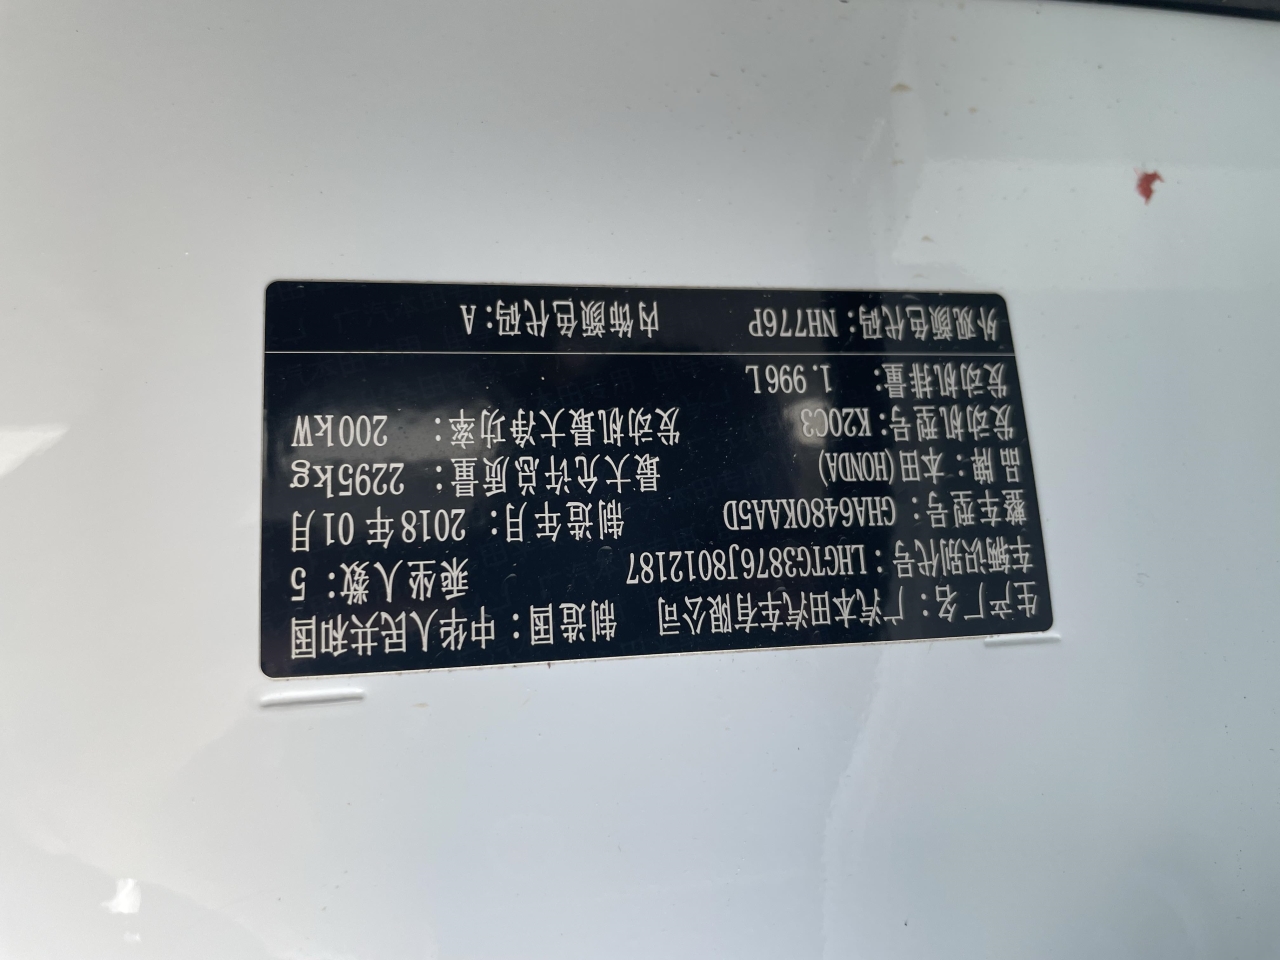 生产厂名：广汽本田汽车有限公司 制造国：中华人民共和国
车辆识别代号：LHGTG3876J8012187 乘坐人数：5
整车型号：GHA6480KAA5D 制造年月：2018年01月
品牌：本田(HONDA) 最大允许总质量：2295kg
发动机型号：K20C3 发动机最大净功率：200kW
发动机排量：1.996L
外观颜色代码：NH776P 内饰颜色代码：A